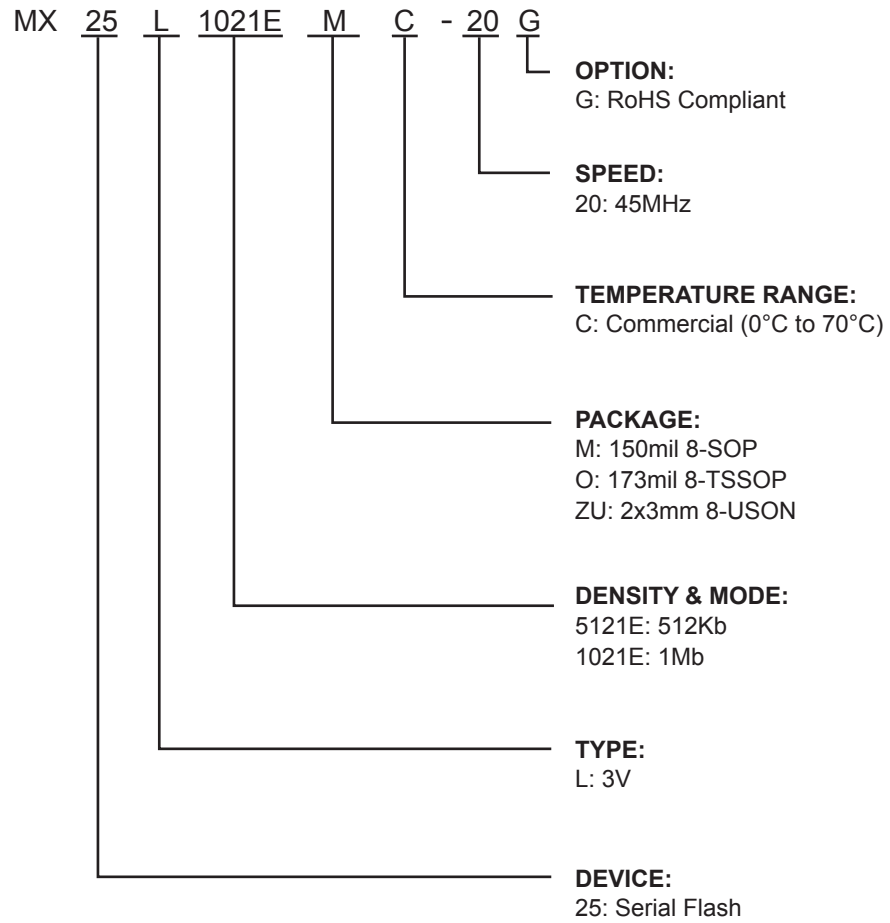 MX 25 L 1021E M C - 20 G
OPTION:
G: RoHS Compliant
SPEED:
20: 45MHz
TEMPERATURE RANGE:
C: Commercial (0°C to 70°C)
PACKAGE:
M: 150mil 8-SOP
O: 173mil 8-TSSOP
ZU: 2x3mm 8-USON
DENSITY & MODE:
5121E: 512Kb
1021E: 1Mb
TYPE:
L: 3V
DEVICE:
25: Serial Flash